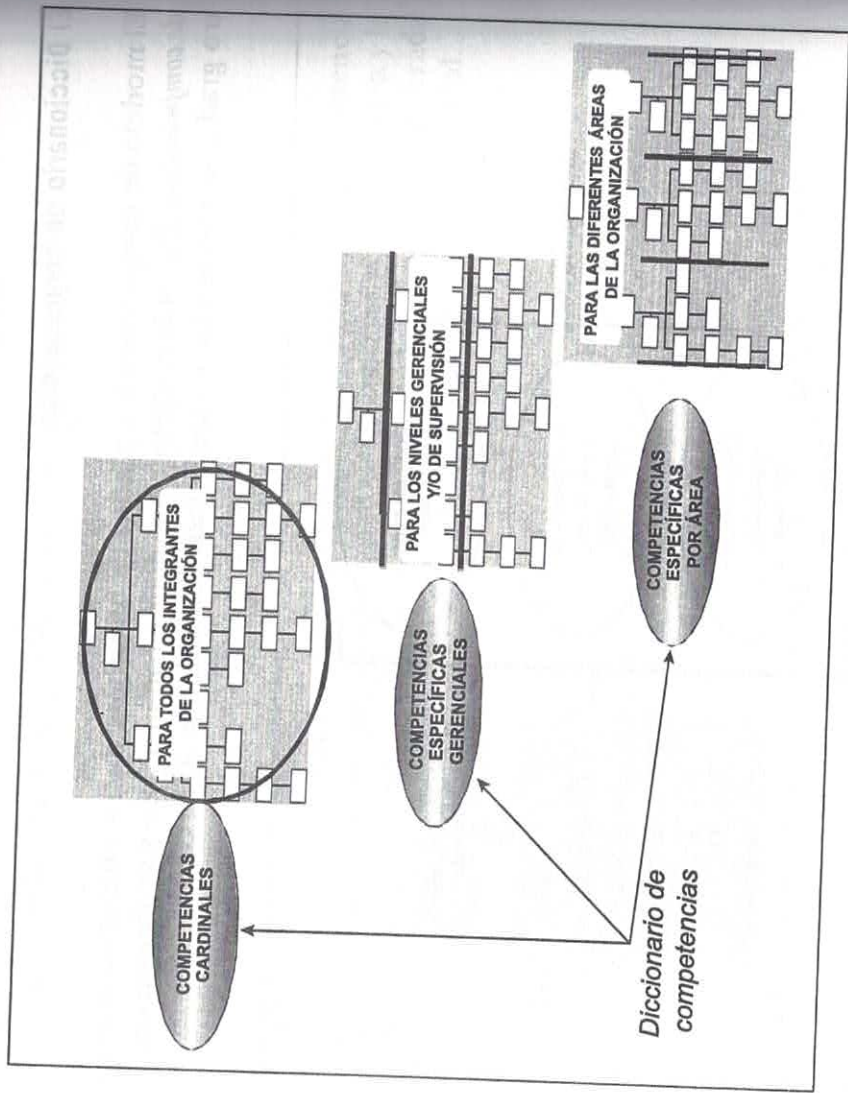 COMPETENCIAS
CARDINALES
PARA TODOS LOS INTEGRANTES
DE LA ORGANIZACIÓN
COMPETENCIAS
ESPECÍFICAS
GERENCIALES
PARA LOS NIVELES GERENCIALES
Y/O DE SUPERVISIÓN
COMPETENCIAS
ESPECÍFICAS
POR ÁREA
PARA LAS DIFERENTES ÁREAS
DE LA ORGANIZACIÓN
Diccionario de
competencias